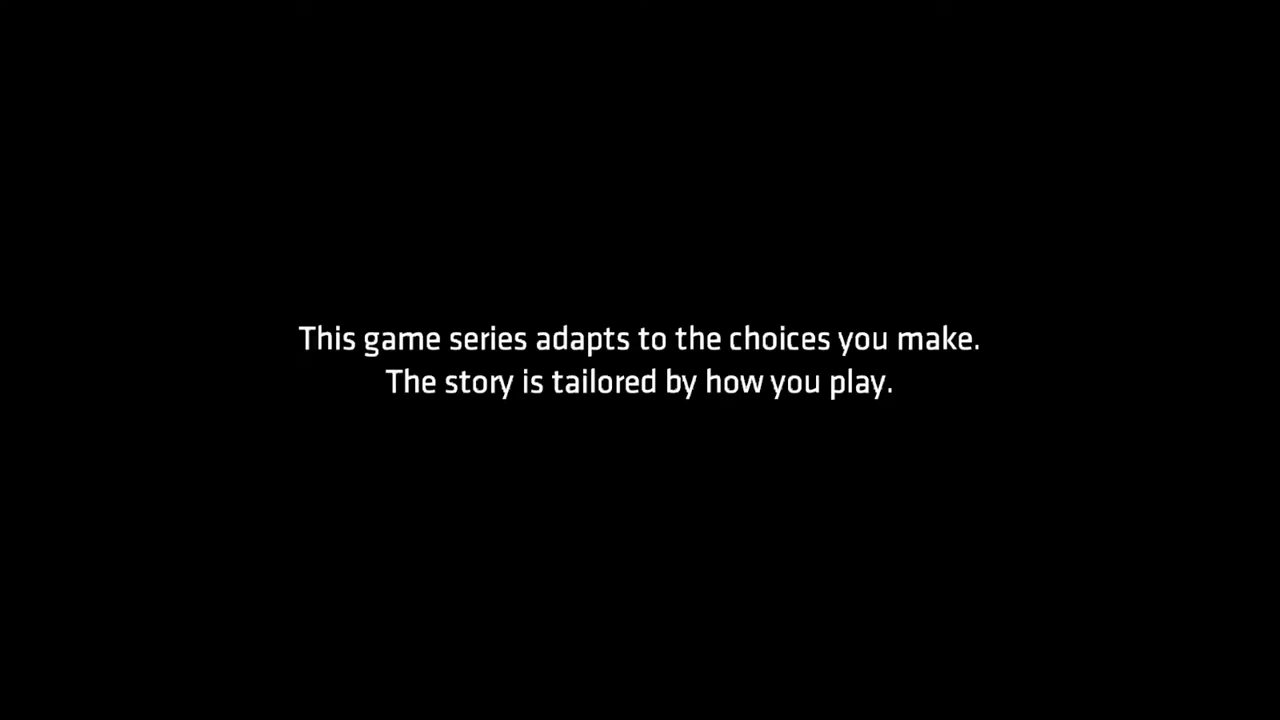 This game series adapts to the choices you make.
The story is tailored by how you play.